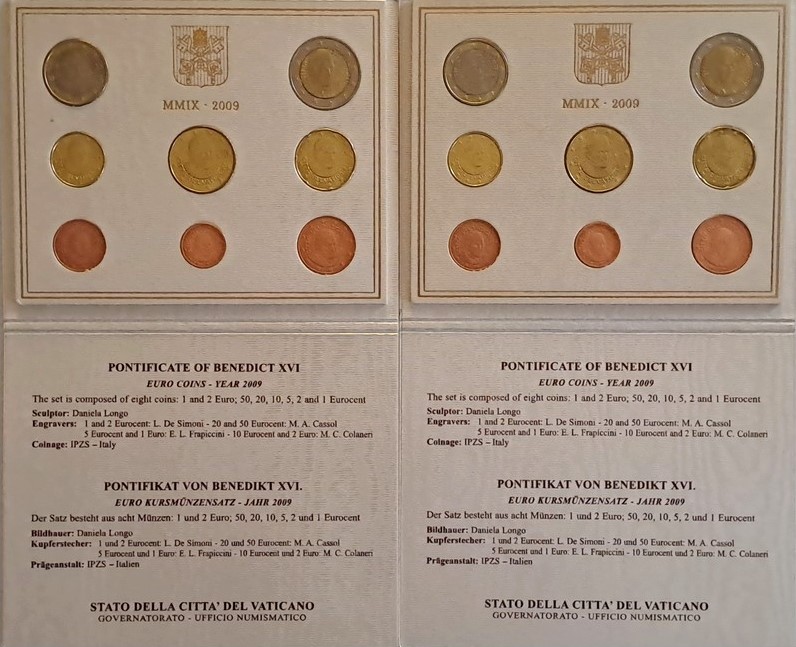 MMIX · 2009
PONTIFICATE OF BENEDICT XVI
EURO COINS - YEAR 2009
The set is composed of eight coins: 1 and 2 Euro; 50, 20, 10, 5, 2 and 1 Eurocent
Sculptor: Daniela Longo
Engravers: 1 and 2 Eurocent: L. De Simoni - 20 and 50 Eurocent: M. A. Cassol
5 Eurocent and 1 Euro: E. L. Frapiccini - 10 Eurocent and 2 Euro: M. C. Colaneri
Coinage: IPZS – Italy
PONTIFIKAT VON BENEDIKT XVI.
EURO KURSMÜNZENSATZ - JAHR 2009
Der Satz besteht aus acht Münzen: 1 und 2 Euro; 50, 20, 10, 5, 2 und 1 Eurocent
Bildhauer: Daniela Longo
Kupferstecher: 1 und 2 Eurocent: L. De Simoni - 20 und 50 Eurocent: M. A. Cassol
5 Eurocent und 1 Euro: E. L. Frapiccini - 10 Eurocent und 2 Euro: M. C. Colaneri
Prägeanstalt: IPZS – Italien
STATO DELLA CITTA' DEL VATICANO
GOVERNATORATO - UFFICIO NUMISMATICO
MMIX · 2009
PONTIFICATE OF BENEDICT XVI
EURO COINS - YEAR 2009
The set is composed of eight coins: 1 and 2 Euro; 50, 20, 10, 5, 2 and 1 Eurocent
Sculptor: Daniela Longo
Engravers: 1 and 2 Eurocent: L. De Simoni - 20 and 50 Eurocent: M. A. Cassol
5 Eurocent and 1 Euro: E. L. Frapiccini - 10 Eurocent and 2 Euro: M. C. Colaneri
Coinage: IPZS – Italy
PONTIFIKAT VON BENEDIKT XVI.
EURO KURSMÜNZENSATZ - JAHR 2009
Der Satz besteht aus acht Münzen: 1 und 2 Euro; 50, 20, 10, 5, 2 und 1 Eurocent
Bildhauer: Daniela Longo
Kupferstecher: 1 und 2 Eurocent: L. De Simoni - 20 und 50 Eurocent: M. A. Cassol
5 Eurocent und 1 Euro: E. L. Frapiccini - 10 Eurocent und 2 Euro: M. C. Colaneri
Prägeanstalt: IPZS – Italien
STATO DELLA CITTA' DEL VATICANO
GOVERNATORATO - UFFICIO NUMISMATICO